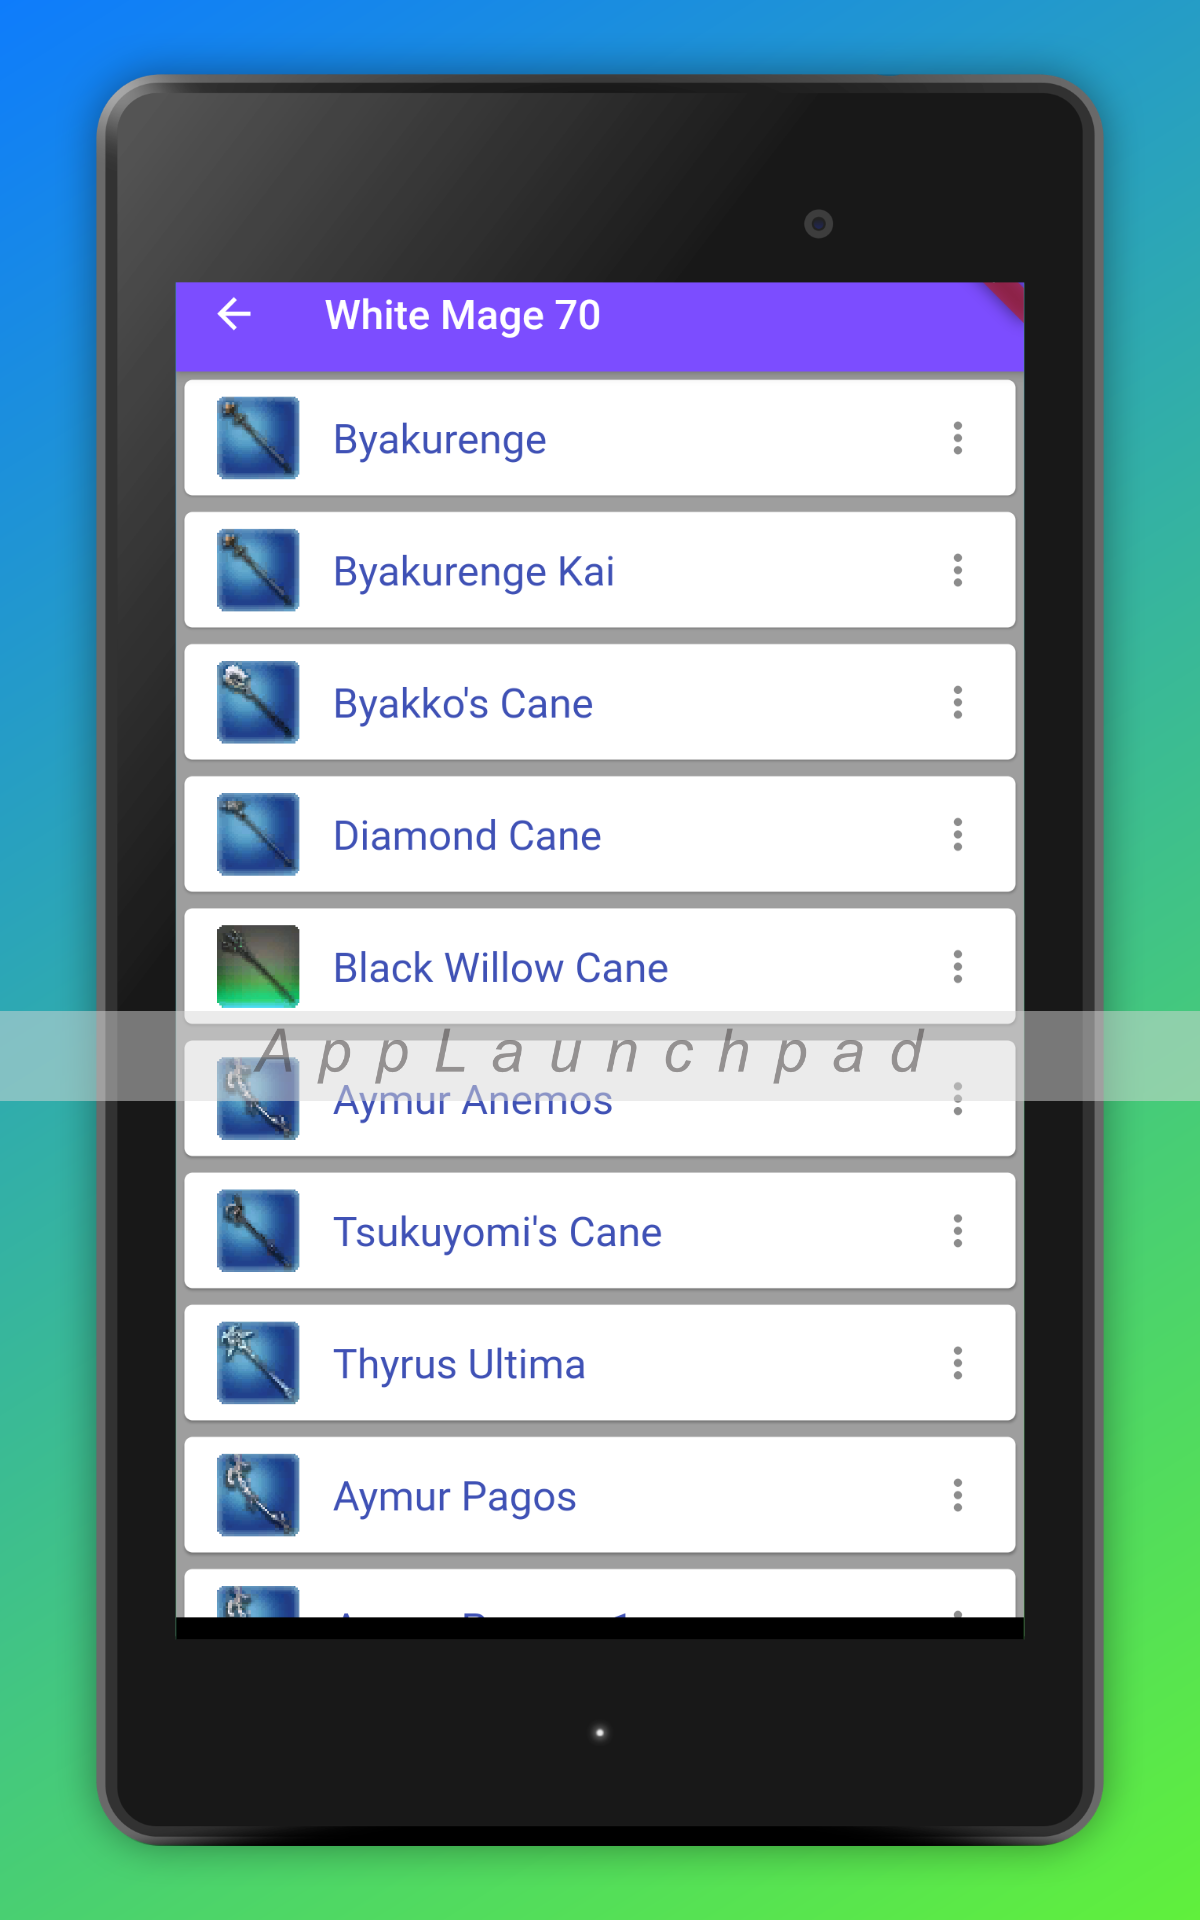 White Mage 70
Byakurenge
Byakurenge Kai
Byakko's Cane
Diamond Cane
Black Willow Cane
AppLaunchpad
Aymur Anemos
Tsukuyomi's Cane
Thyrus Ultima
Aymur Pagos